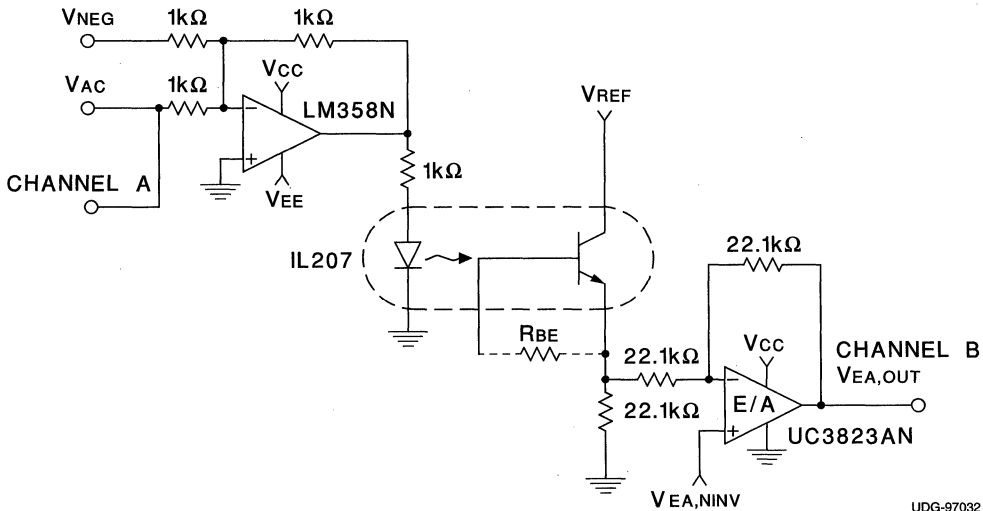 VNEG
1kΩ
1kΩ
VAC
1kΩ
VCC
LM358N
VREF
CHANNEL A
VEE
1kΩ
IL207
22.1kΩ
RBE
22.1kΩ
VCC
CHANNEL B
VEA,OUT
E/A
22.1kΩ
UC3823AN
VEA,NINV
UDG-97032